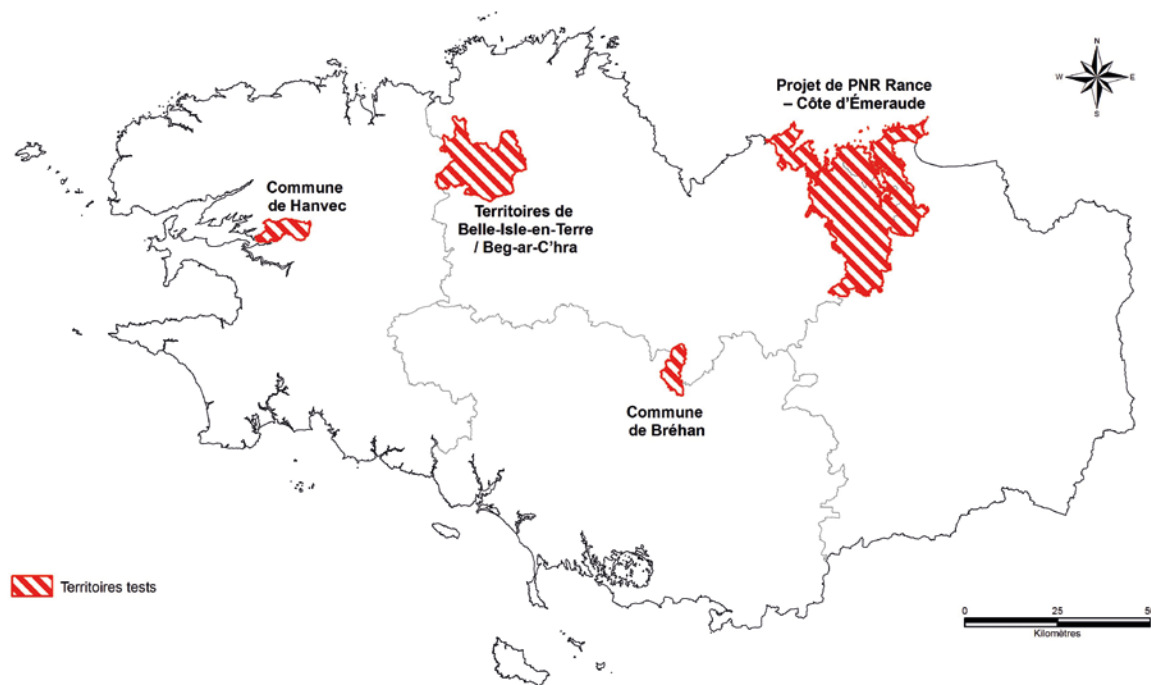 N
W E
S
Projet de PNR Rance
– Côte d'Émeraude
Commune
de Hanvec
Territoires de
Belle-Isle-en-Terre
/ Beg-ar-C'hra
Commune
de Bréhan
Territoires tests
0 25 50
Kilomètres